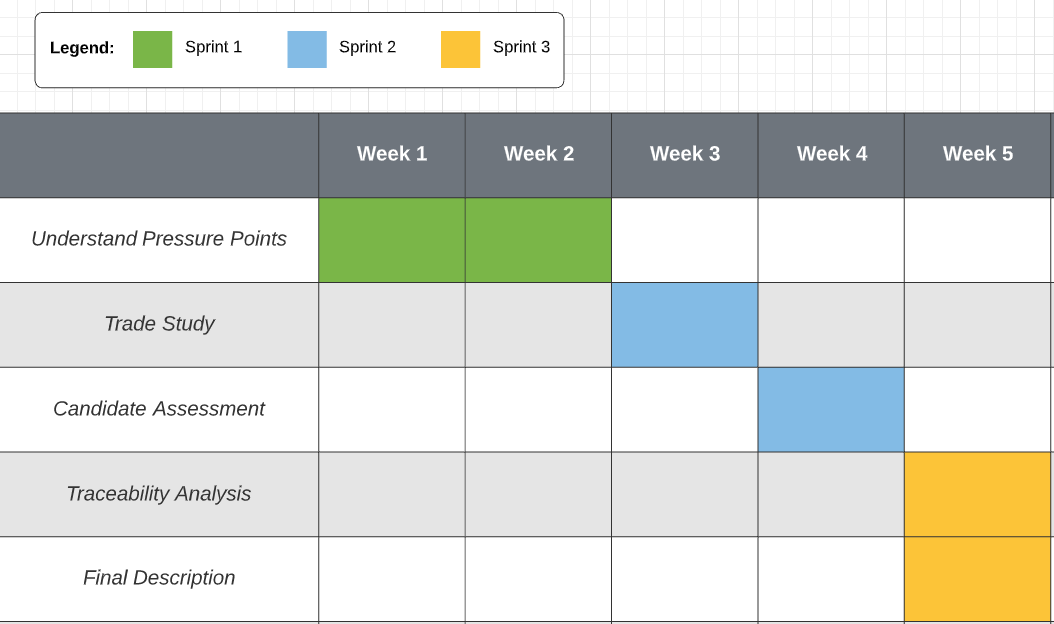 Legend: Sprint 1 Sprint 2 Sprint 3
Week 1 Week 2 Week 3 Week 4 Week 5
Understand Pressure Points
Trade Study
Candidate Assessment
Traceability Analysis
Final Description